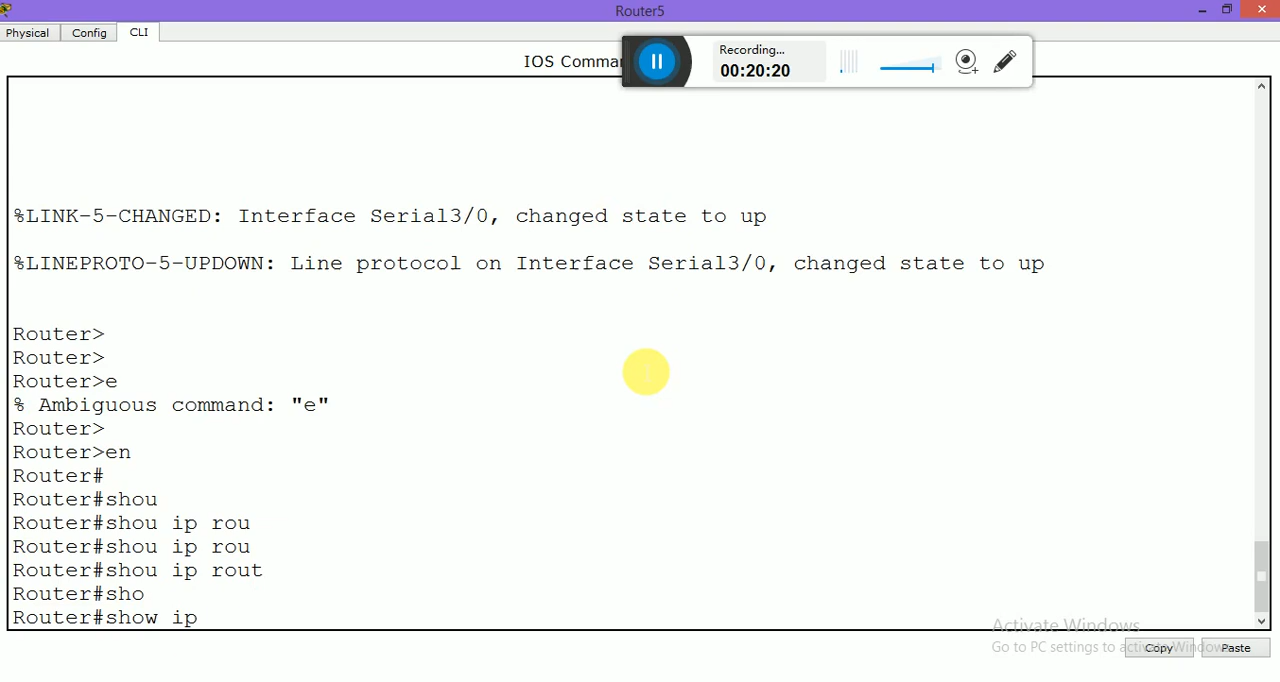 Router5
Physical Config CLI
IOS Comma
Recording...
00:20:20
%LINK-5-CHANGED: Interface Serial3/0, changed state to up
%LINEPROTO-5-UPDOWN: Line protocol on Interface Serial3/0, changed state to up
Router>
Router>
Router>e
% Ambiguous command: "e"
Router>
Router>en
Router#
Router#shou
Router#shou ip rou
Router#shou ip rou
Router#shou ip rout
Router#sho
Router#show ip
Activate Windows
Go to PC settings to activate Windows.
Copy Paste